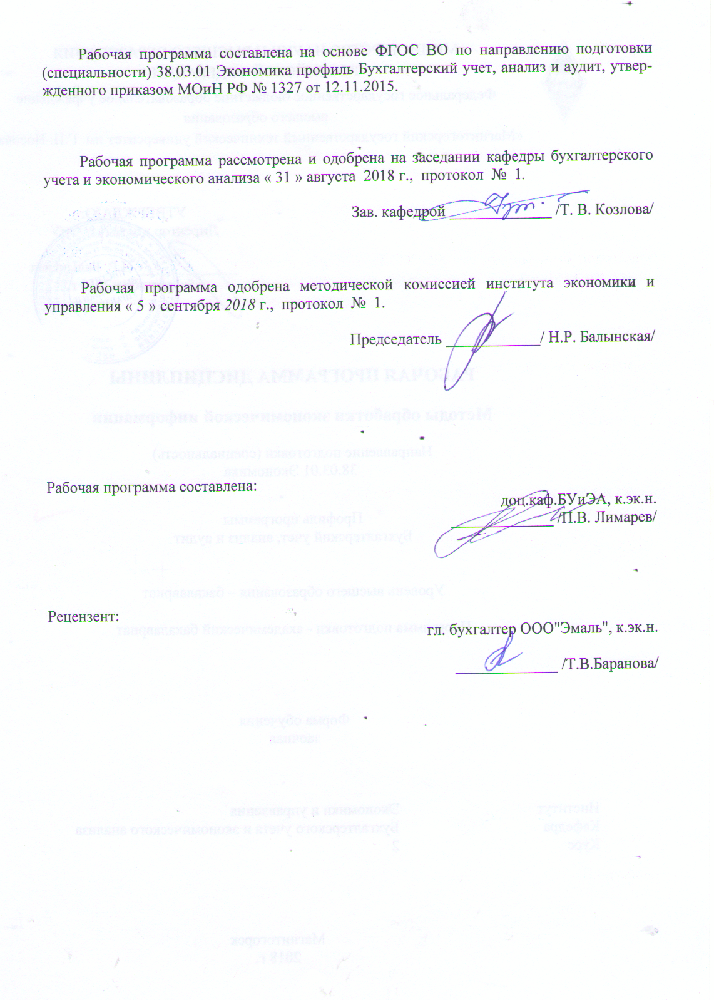 Рабочая программа составлена на основе ФГОС ВО по направлению подготовки
(специальности) 38.03.01 Экономика профиль Бухгалтерский учет, анализ и аудит, утвер-
жденного приказом МОиН РФ № 1327 от 12.11.2015.
Рабочая программа рассмотрена и одобрена на заседании кафедры бухгалтерского
учета и экономического анализа « 31 » августа 2018 г., протокол № 1.
Зав. кафедрой _____________ /Т. В. Козлова/
Рабочая программа одобрена методической комиссией института экономики и
управления « 5 » сентября 2018 г., протокол № 1.
Председатель ____________/ Н.Р. Балынская/
Рабочая программа составлена:
доц.каф.БУиЭА, к.эк.н.
_____________ /П.В. Лимарев/
Рецензент:
гл. бухгалтер ООО"Эмаль", к.эк.н.
_____________ /Т.В.Баранова/